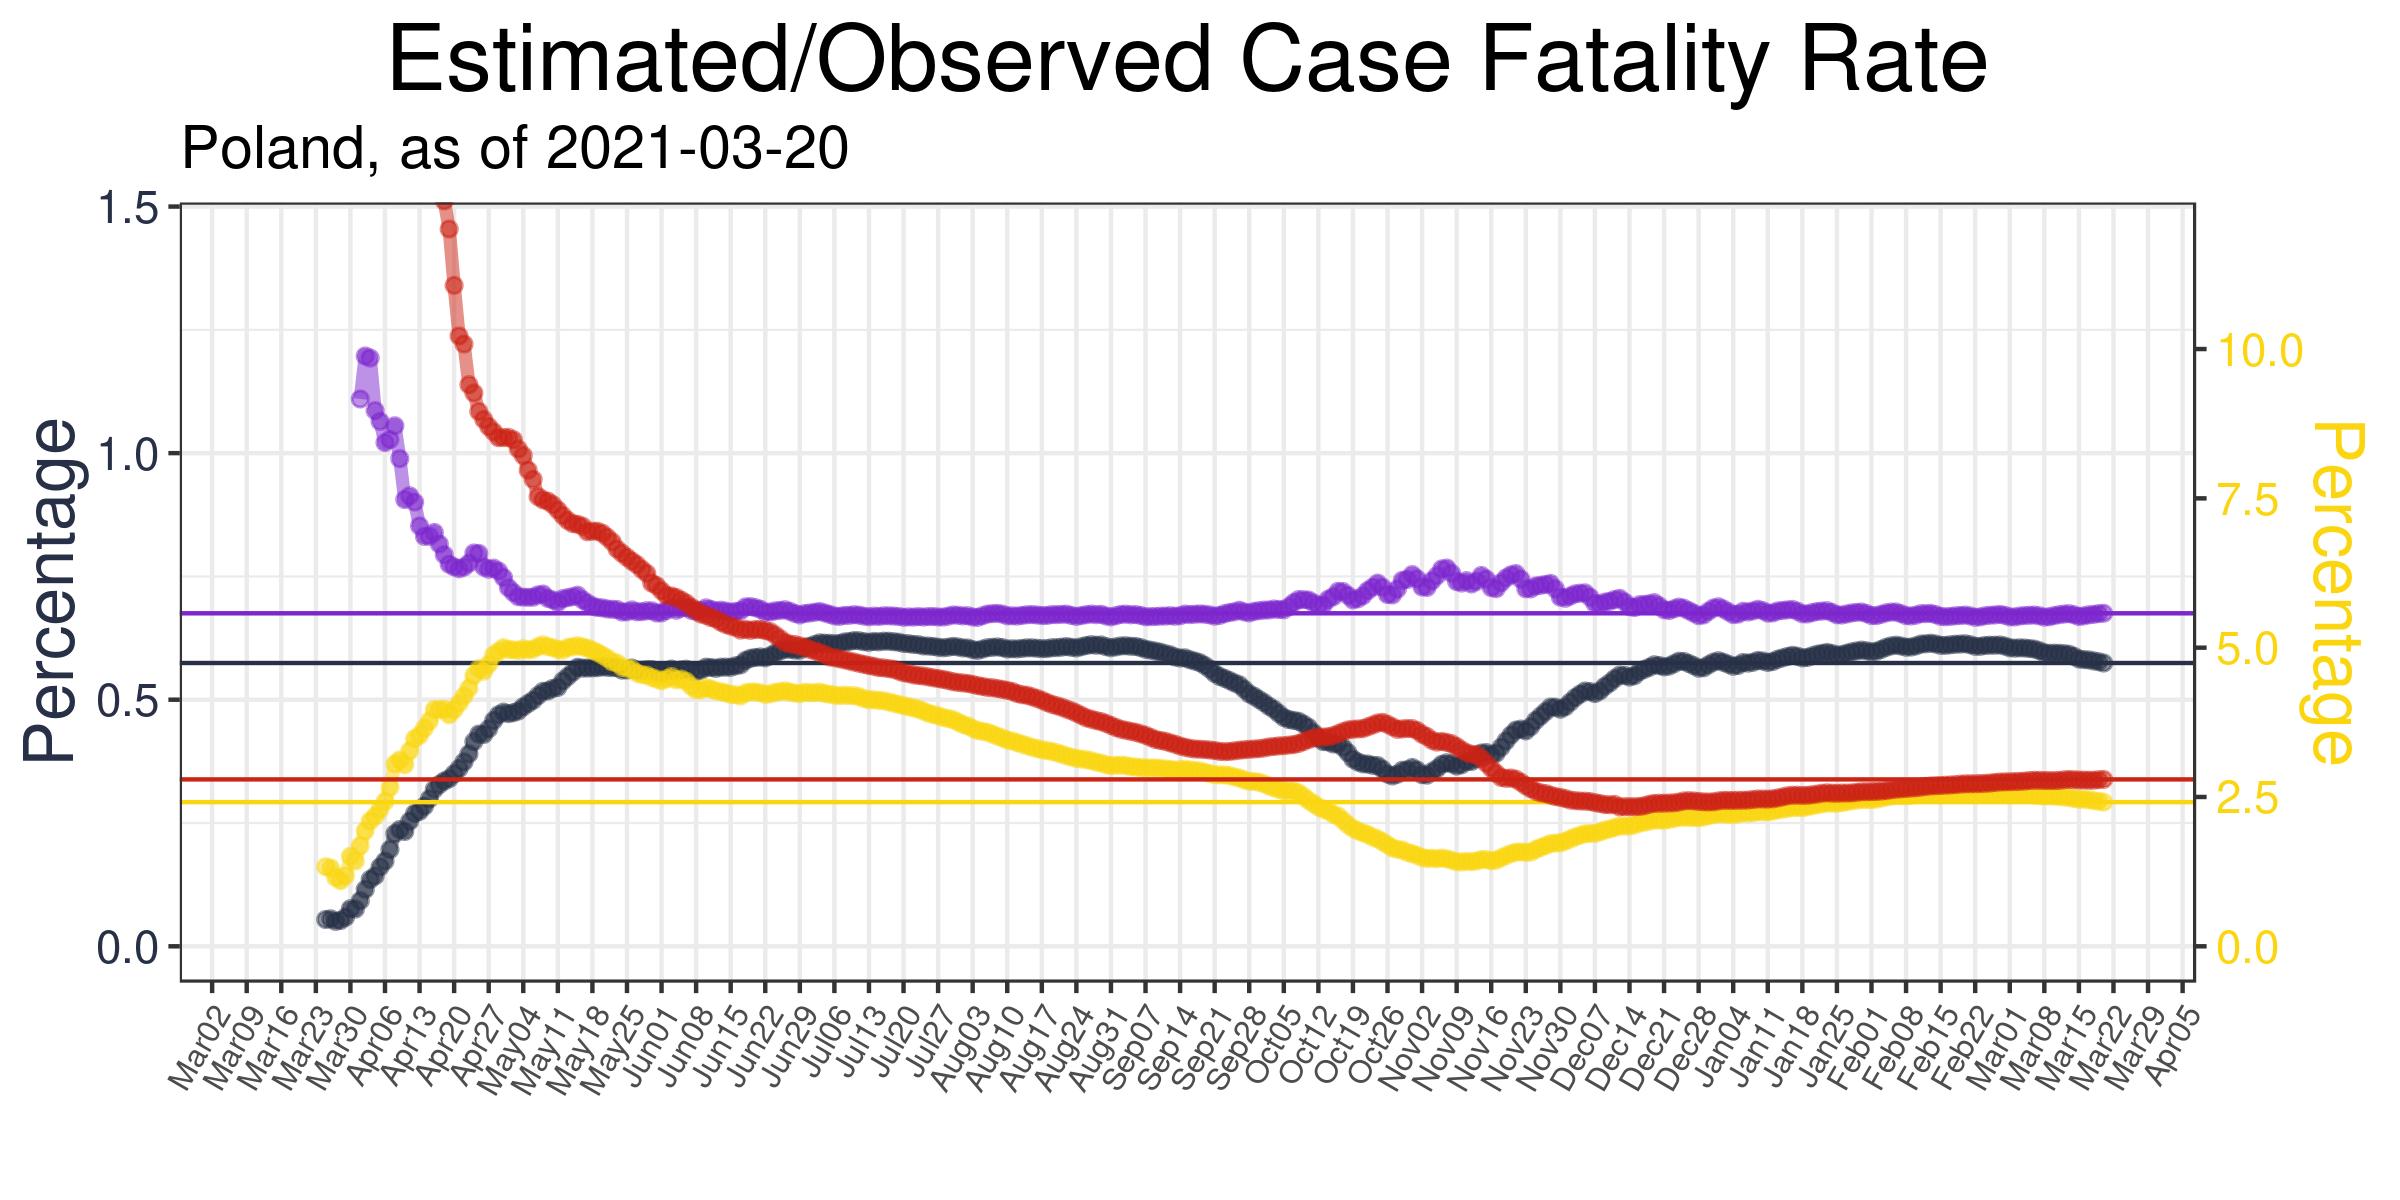 Estimated/Observed Case Fatality Rate
Poland, as of 2021-03-20
Percentage
1.5
1.0
0.5
0.0
10.0
7.5
5.0
2.5
0.0
Percentage
Mar02 Mar09 Mar16 Mar23 Mar30 Apr06 Apr13 Apr20 Apr27 May04 May11 May18 May25 Jun01 Jun08 Jun15 Jun22 Jun29 Jul06 Jul13 Jul20 Jul27 Aug03 Aug10 Aug17 Aug24 Aug31 Sep07 Sep14 Sep21 Sep28 Oct05 Oct12 Oct19 Oct26 Nov02 Nov09 Nov16 Nov23 Nov30 Dec07 Dec14 Dec21 Dec28 Jan04 Jan11 Jan18 Jan25 Feb01 Feb08 Feb15 Feb22 Mar01 Mar08 Mar15 Mar22 Mar29 Apr05